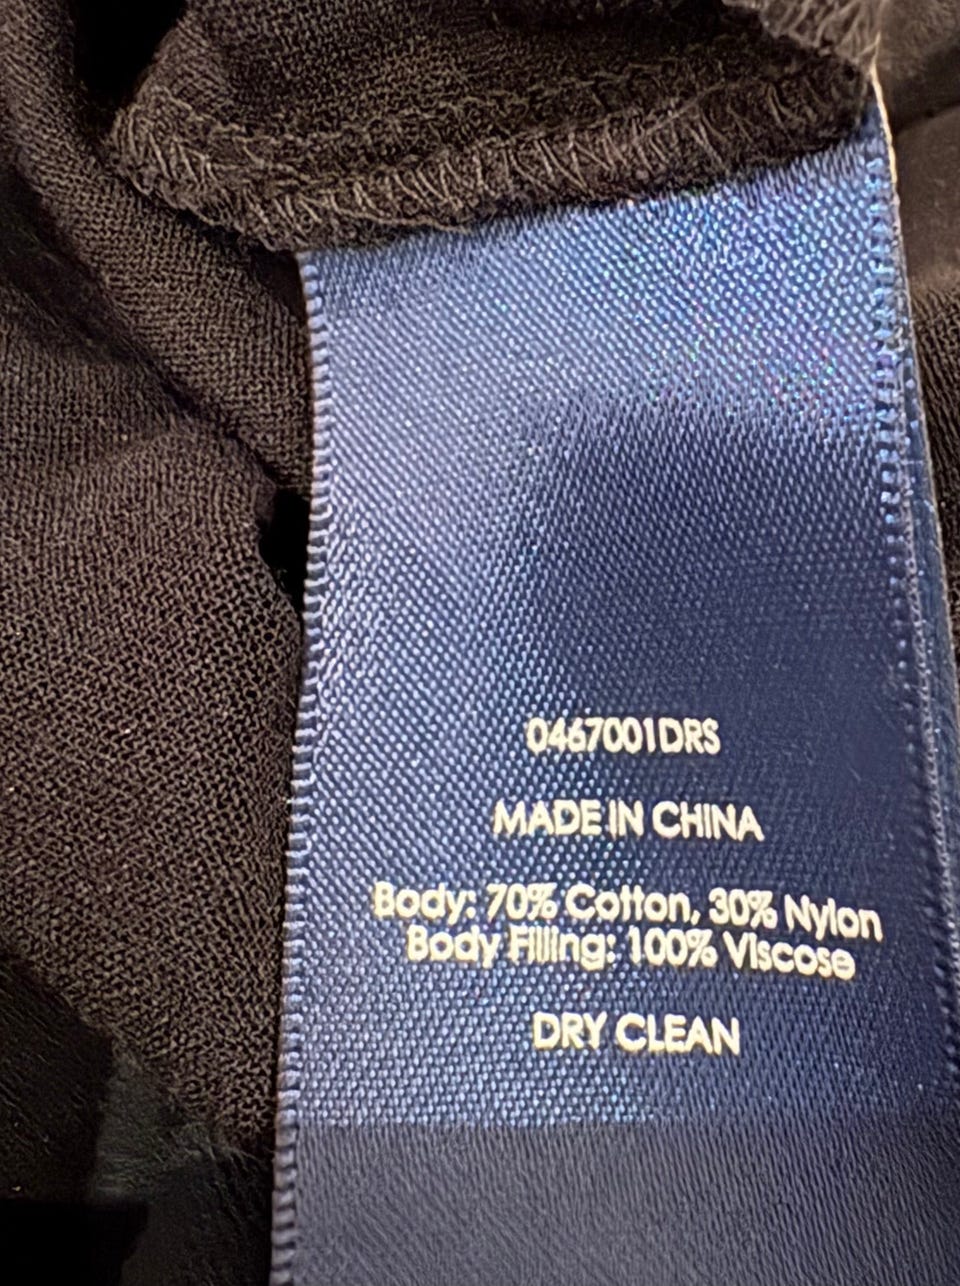 0467001DRS
MADE IN CHINA
Body: 70% Cotton, 30% Nylon
Body Filling: 100% Viscose
DRY CLEAN